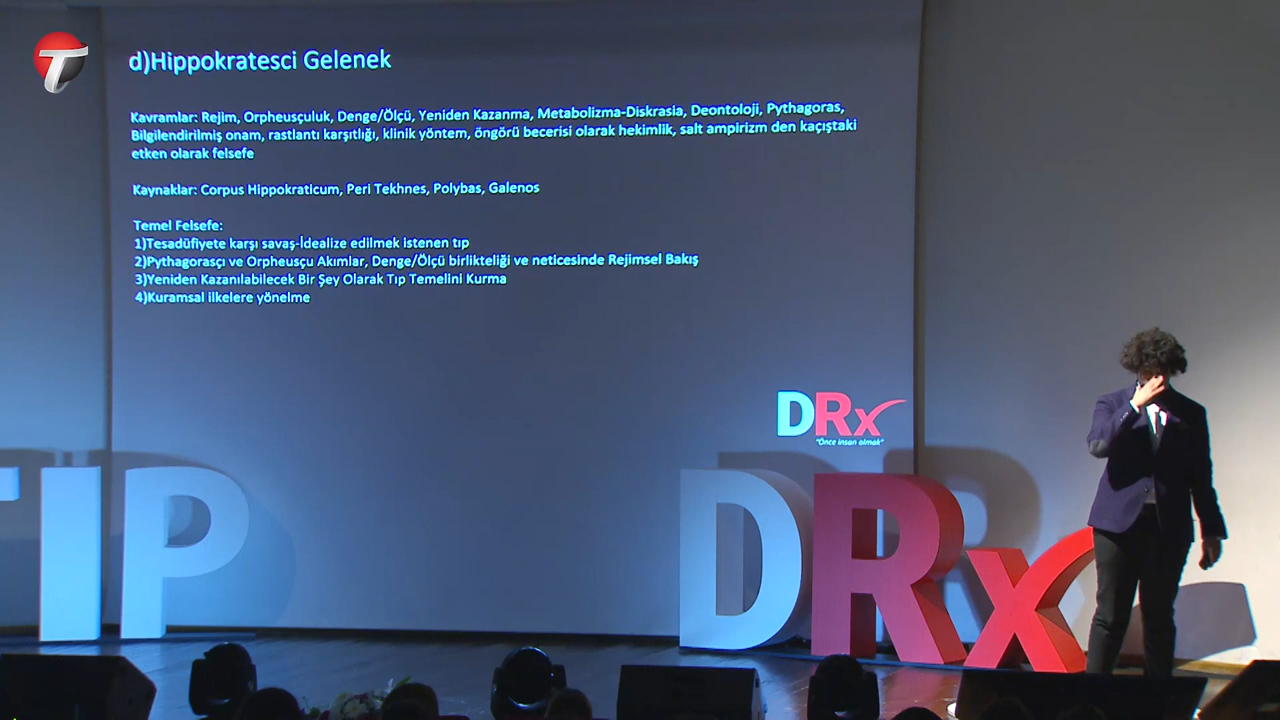 T
d)Hippokratesci Gelenek
Kavramlar: Rejim, Orpheusçuluk, Denge/Ölçü, Yeniden Kazanma, Metabolizma-Diskrasia, Deontoloji, Pythagoras,
Bilgilendirilmiş onam, rastlantı karşıtlığı, klinik yöntem, öngörü becerisi olarak hekimlik, salt ampirizm den kaçıştaki
etken olarak felsefe
Kaynaklar: Corpus Hippokraticum, Peri Tekhnes, Polybas, Galenos
Temel Felsefe:
1)Tesadüfiyete karşı savaş-İdealize edilmek istenen tıp
2)Pythagorasçı ve Orpheusçu Akımlar, Denge/Ölçü birlikteliği ve neticesinde Rejimsel Bakış
3)Yeniden Kazanılabilecek Bir Şey Olarak Tıp Temelini Kurma
4)Kuramsal ilkelere yönelme
DRx
"Önce insan olmak"
TIP
DRx